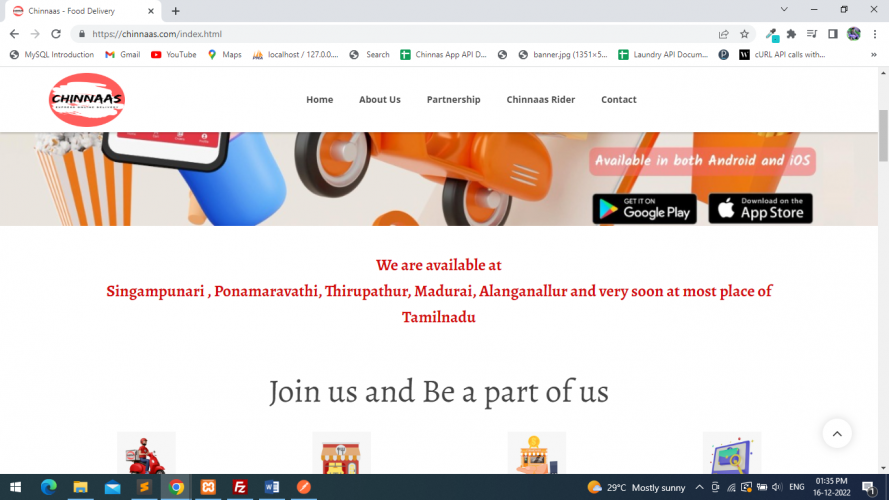 Chinnaas - Food Delivery
https://chinnaas.com/index.html
MySQL Introduction
Gmail
YouTube
Maps
localhost / 127.0.0....
Search
Chinnas App API D...
banner.jpg (1351×5...
Laundry API Docum...
cURL API calls with...
»
CHINNAAS
Home
About Us
Partnership
Chinnaas Rider
Contact
Available in both Android and iOS
GET IT ON
Google Play
Download on the
App Store
We are available at
Singampunari , Ponamaravathi, Thirupathur, Madurai, Alanganallur and very soon at most place of
Tamilnadu
Join us and Be a part of us
29°C Mostly sunny
ENG
01:35 PM
16-12-2022
1